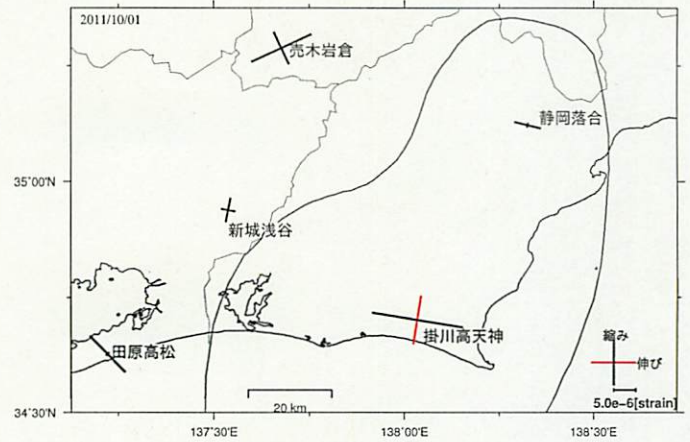 2011/10/01
売木岩倉
静岡落合
35°00'N
新城浅谷
田原高松
掛川高天神
縮み
伸び
5.0e-6[strain]
20 km
34°30'N
137°30'E
138°00'E
138°30'E